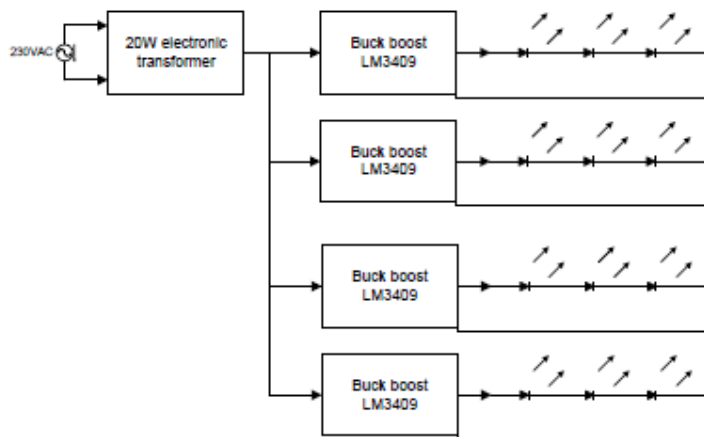 230VAC
20W electronic
transformer
Buck boost
LM3409
Buck boost
LM3409
Buck boost
LM3409
Buck boost
LM3409